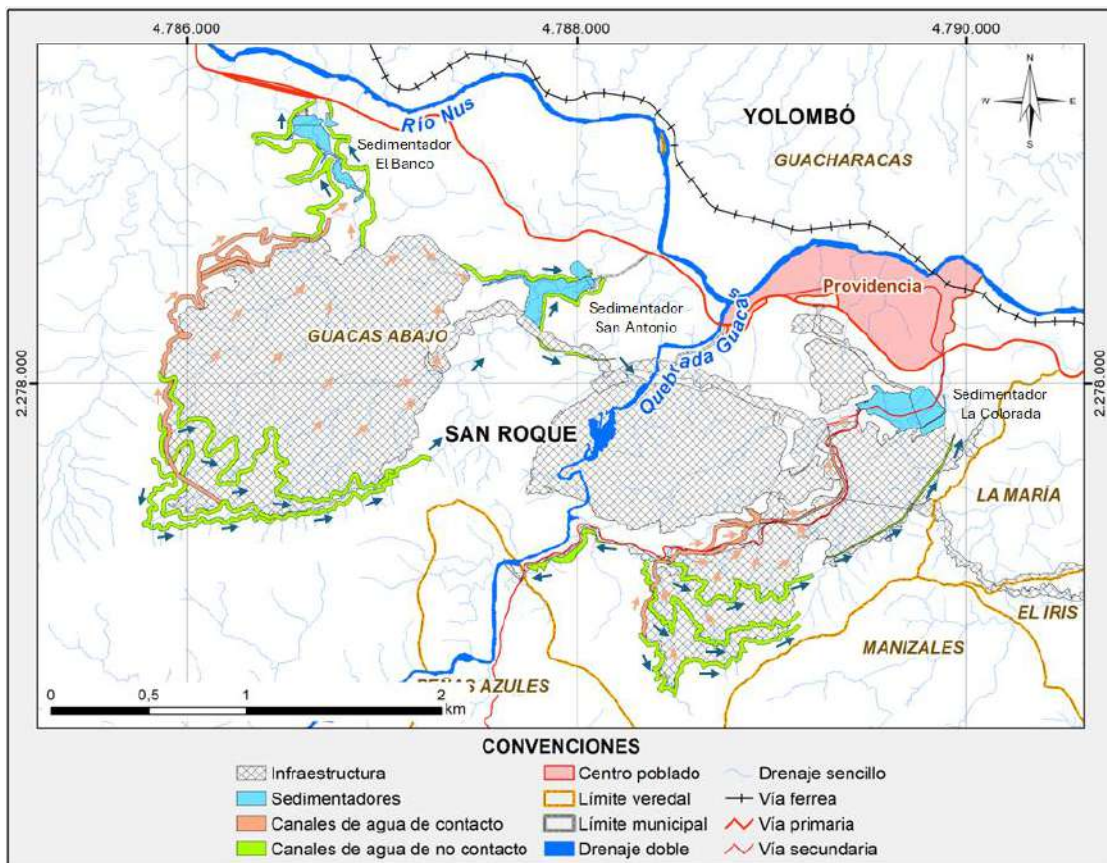 4.786.000
4.788.000
4.790.000
N
W
E
S
Río Nus
YOLOMBÓ
GUACHARACAS
Sedimentador
El Banco
Providencia
Sedimentador
San Antonio
GUACAS ABAJO
Quebrada Guacas
2.278.000
2.278.000
Sedimentador
La Colorada
SAN ROQUE
LA MARÍA
EL IRIS
MANIZALES
PEÑAS AZULES
0
0,5
1
2
km
CONVENCIONES
Infraestructura
Sedimentadores
Canales de agua de contacto
Canales de agua de no contacto
Centro poblado
Límite veredal
Límite municipal
Drenaje doble
Drenaje sencillo
Vía ferrea
Vía primaria
Vía secundaria